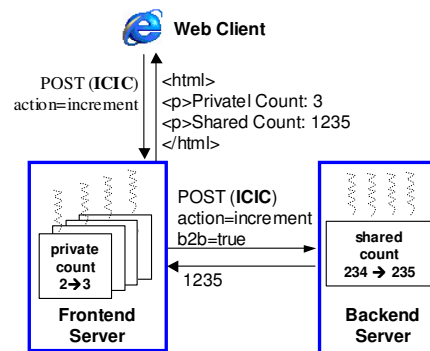 Web Client
POST (ICIC)
action=increment
<html>
<p>Privatel Count: 3
<p>Shared Count: 1235
</html>
POST (ICIC)
action=increment
b2b=true
1235
private
count
2→3
Frontend
Server
shared
count
234 → 235
Backend
Server